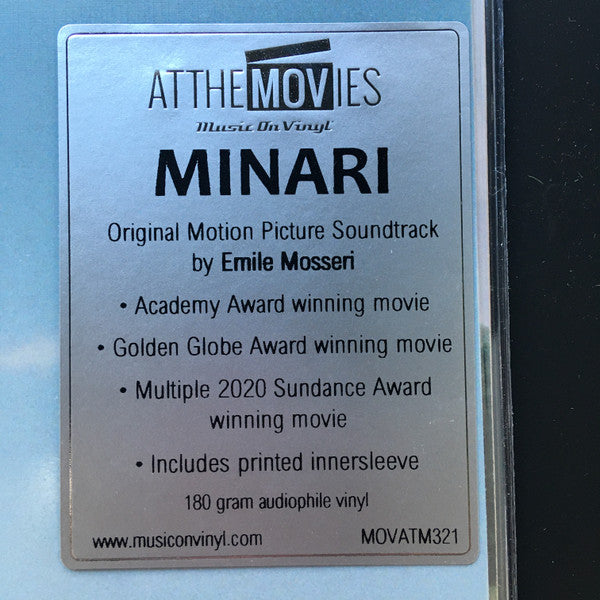 ATTHEMOVIES
Music On Vinyl
MINARI
Original Motion Picture Soundtrack
by Emile Mosseri
• Academy Award winning movie
• Golden Globe Award winning movie
• Multiple 2020 Sundance Award
winning movie
• Includes printed innersleeve
180 gram audiophile vinyl
www.musiconvinyl.com MOVATM321